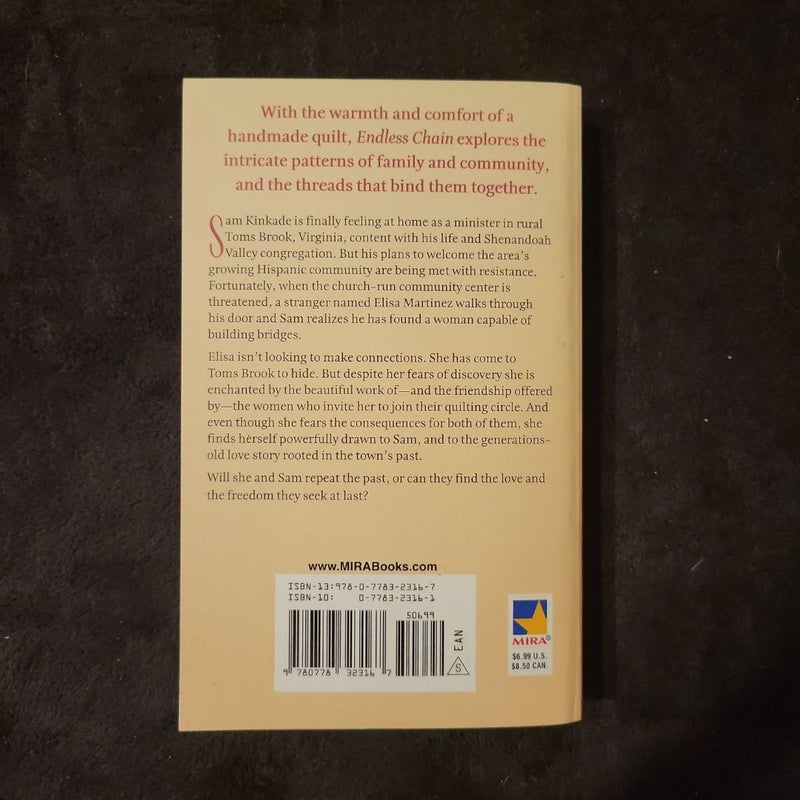 With the warmth and comfort of a
handmade quilt, Endless Chain explores the
intricate patterns of family and community,
and the threads that bind them together.
Sam Kinkade is finally feeling at home as a minister in rural
Toms Brook, Virginia, content with his life and Shenandoah
Valley congregation. But his plans to welcome the area's
growing Hispanic community are being met with resistance.
Fortunately, when the church-run community center is
threatened, a stranger named Elisa Martinez walks through
his door and Sam realizes he has found a woman capable of
building bridges.
Elisa isn't looking to make connections. She has come to
Toms Brook to hide. But despite her fears of discovery she is
enchanted by the beautiful work of—and the friendship offered
by—the women who invite her to join their quilting circle. And
even though she fears the consequences for both of them, she
finds herself powerfully drawn to Sam, and to the generations-
old love story rooted in the town's past.
Will she and Sam repeat the past, or can they find the love and
the freedom they seek at last?
www.MIRABooks.com
ISBN-13:978-0-7783-2316-7
ISBN-10: 0-7783-2316-1
50699
EAN
S
9 780778 323167
MIRA®
$6.99 U.S.
$8.50 CAN.